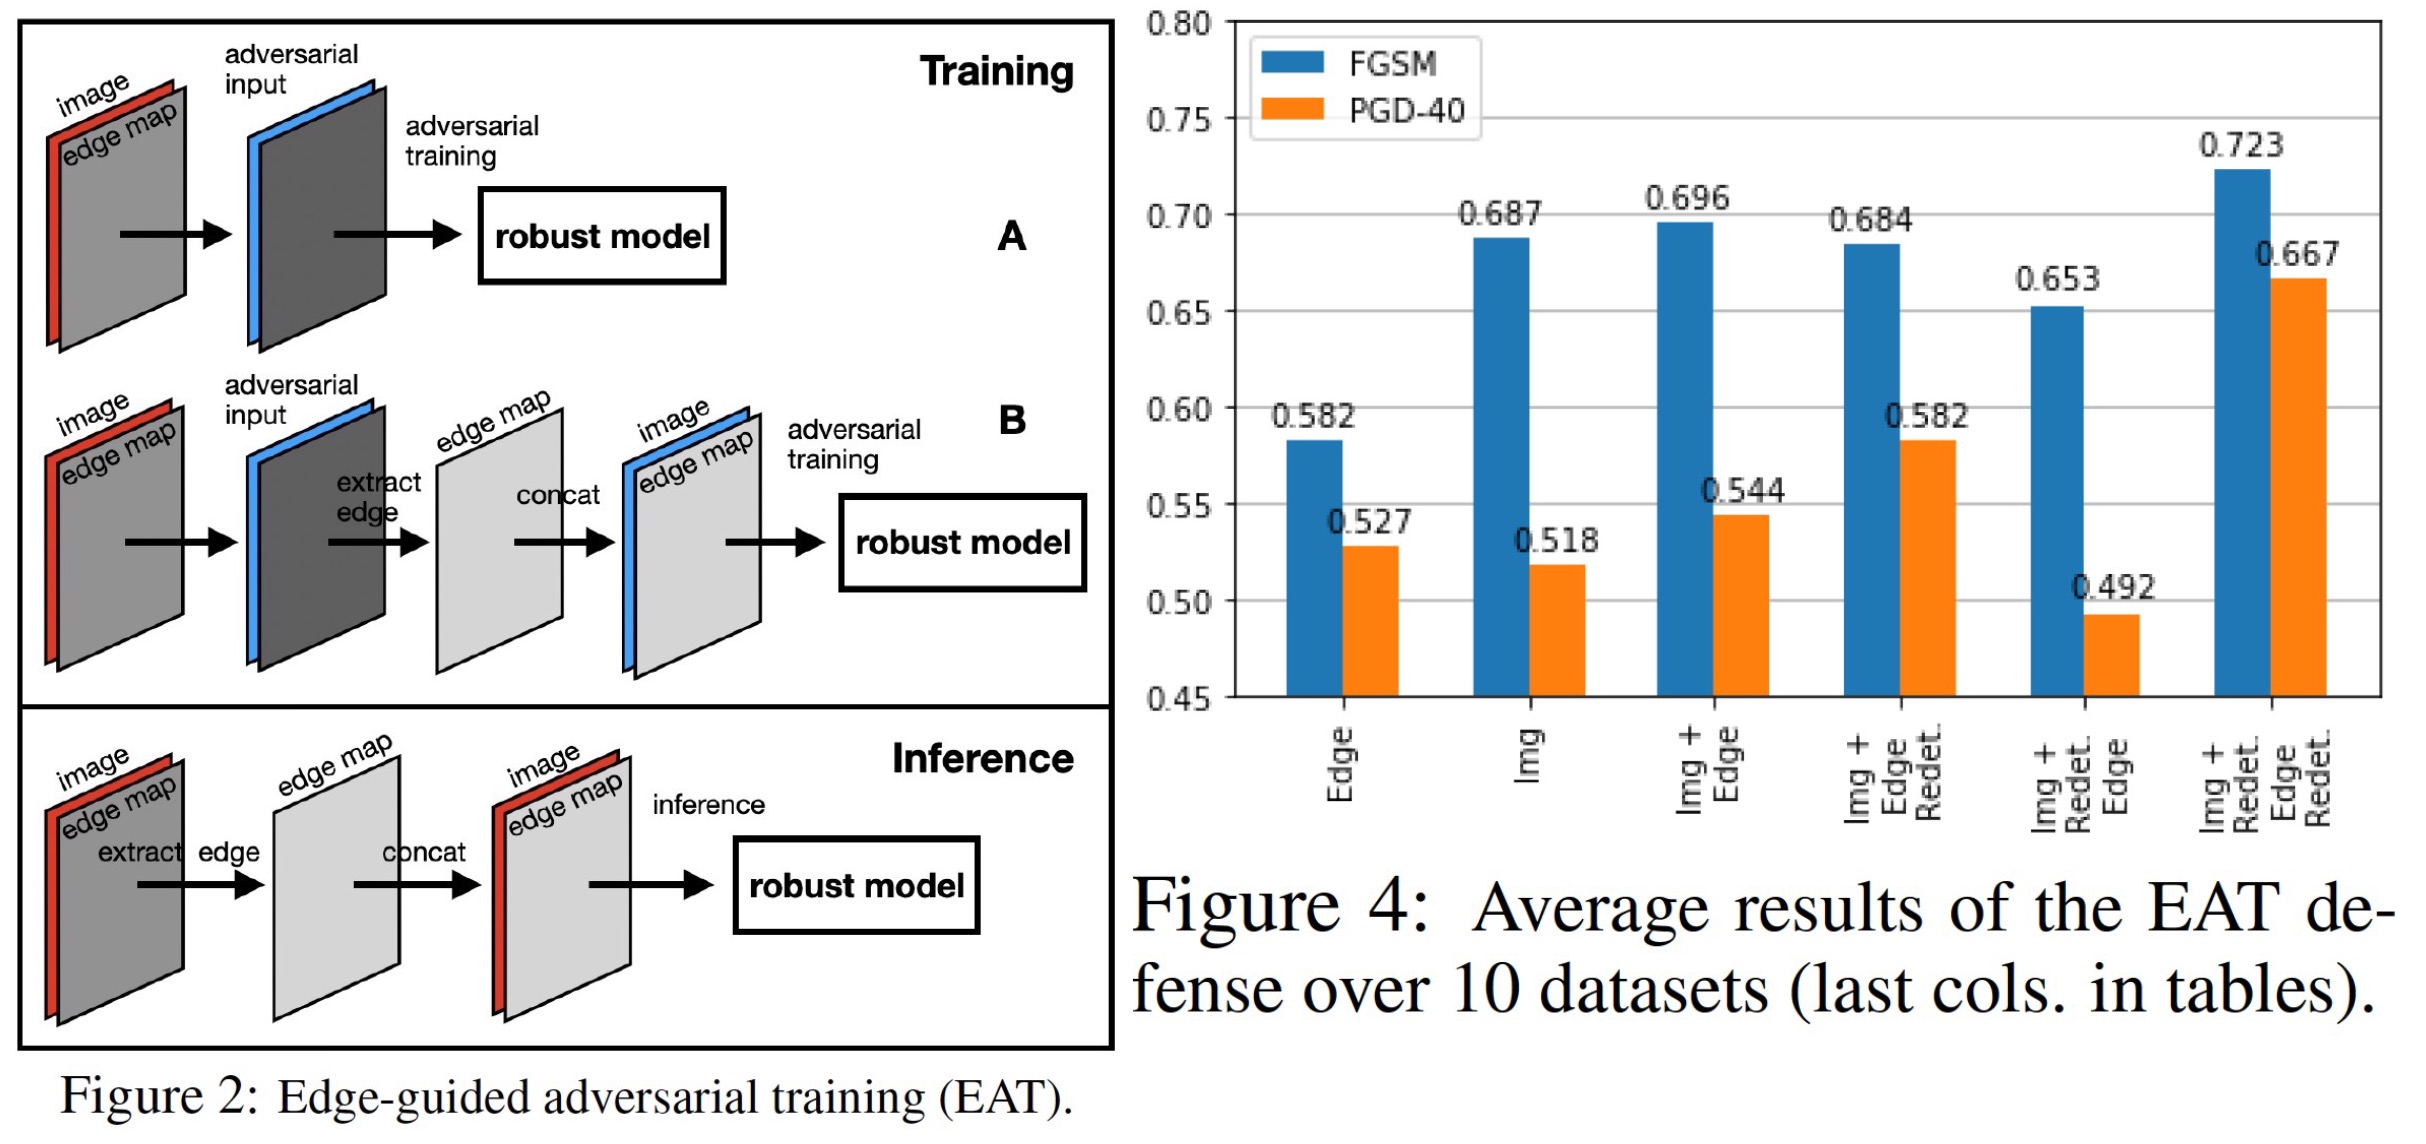 Training
image
edge map
adversarial
input
adversarial
training
robust model
A
image
edge map
adversarial
input
extract
edge
edge map
concat
image
edge map
adversarial
training
B
robust model
Inference
image
edge map
extract edge
edge map
concat
image
edge map
inference
robust model
Figure 2: Edge-guided adversarial training (EAT).
0.80
0.75
0.70
0.65
0.60
0.55
0.50
0.45
FGSM
PGD-40
0.582
0.527
0.687
0.518
0.696
0.544
0.684
0.582
0.653
0.492
0.723
0.667
Edge
Img
Img +
Edge
Img +
Edge
Redet.
Img +
Redet.
Edge
Img +
Redet.
Edge
Redet.
Figure 4: Average results of the EAT de-
fense over 10 datasets (last cols. in tables).